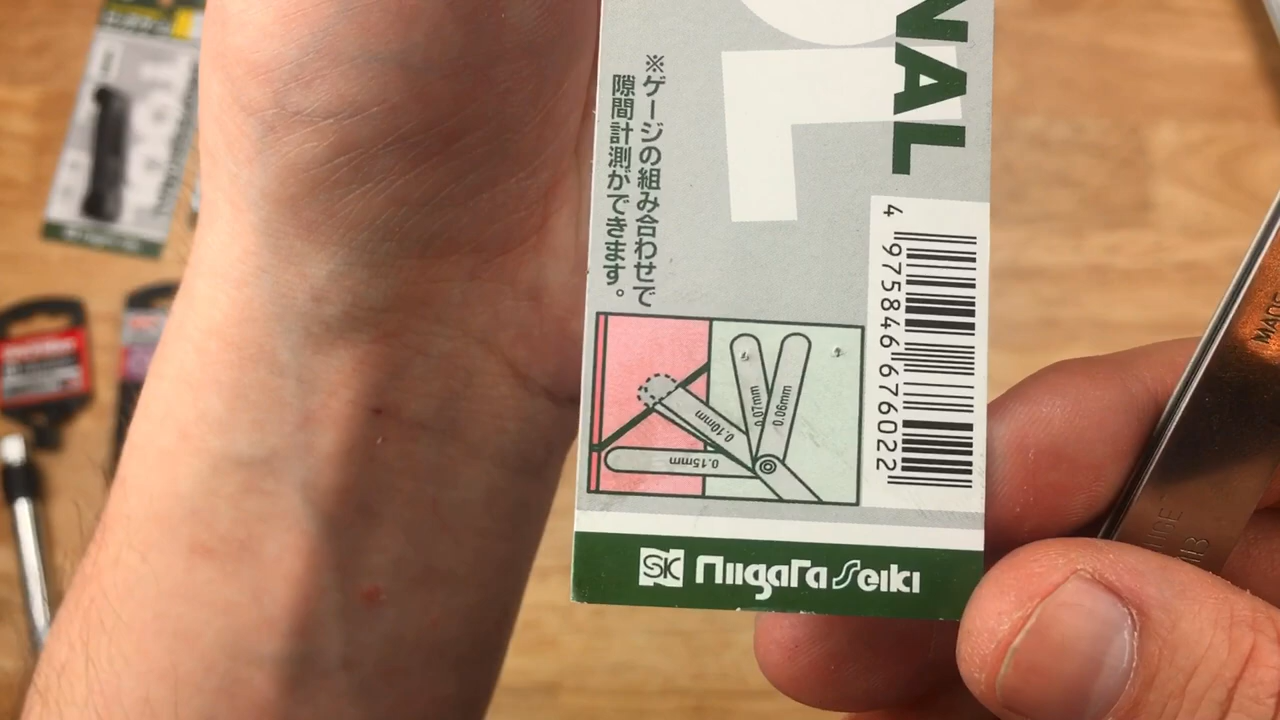 NAL
L
※ゲージの組み合わせで
隙間計測ができます。
4 975846 676022
0.07mm
0.06mm
0.10mm
0.15mm
SK Niigata Seiki
MADE